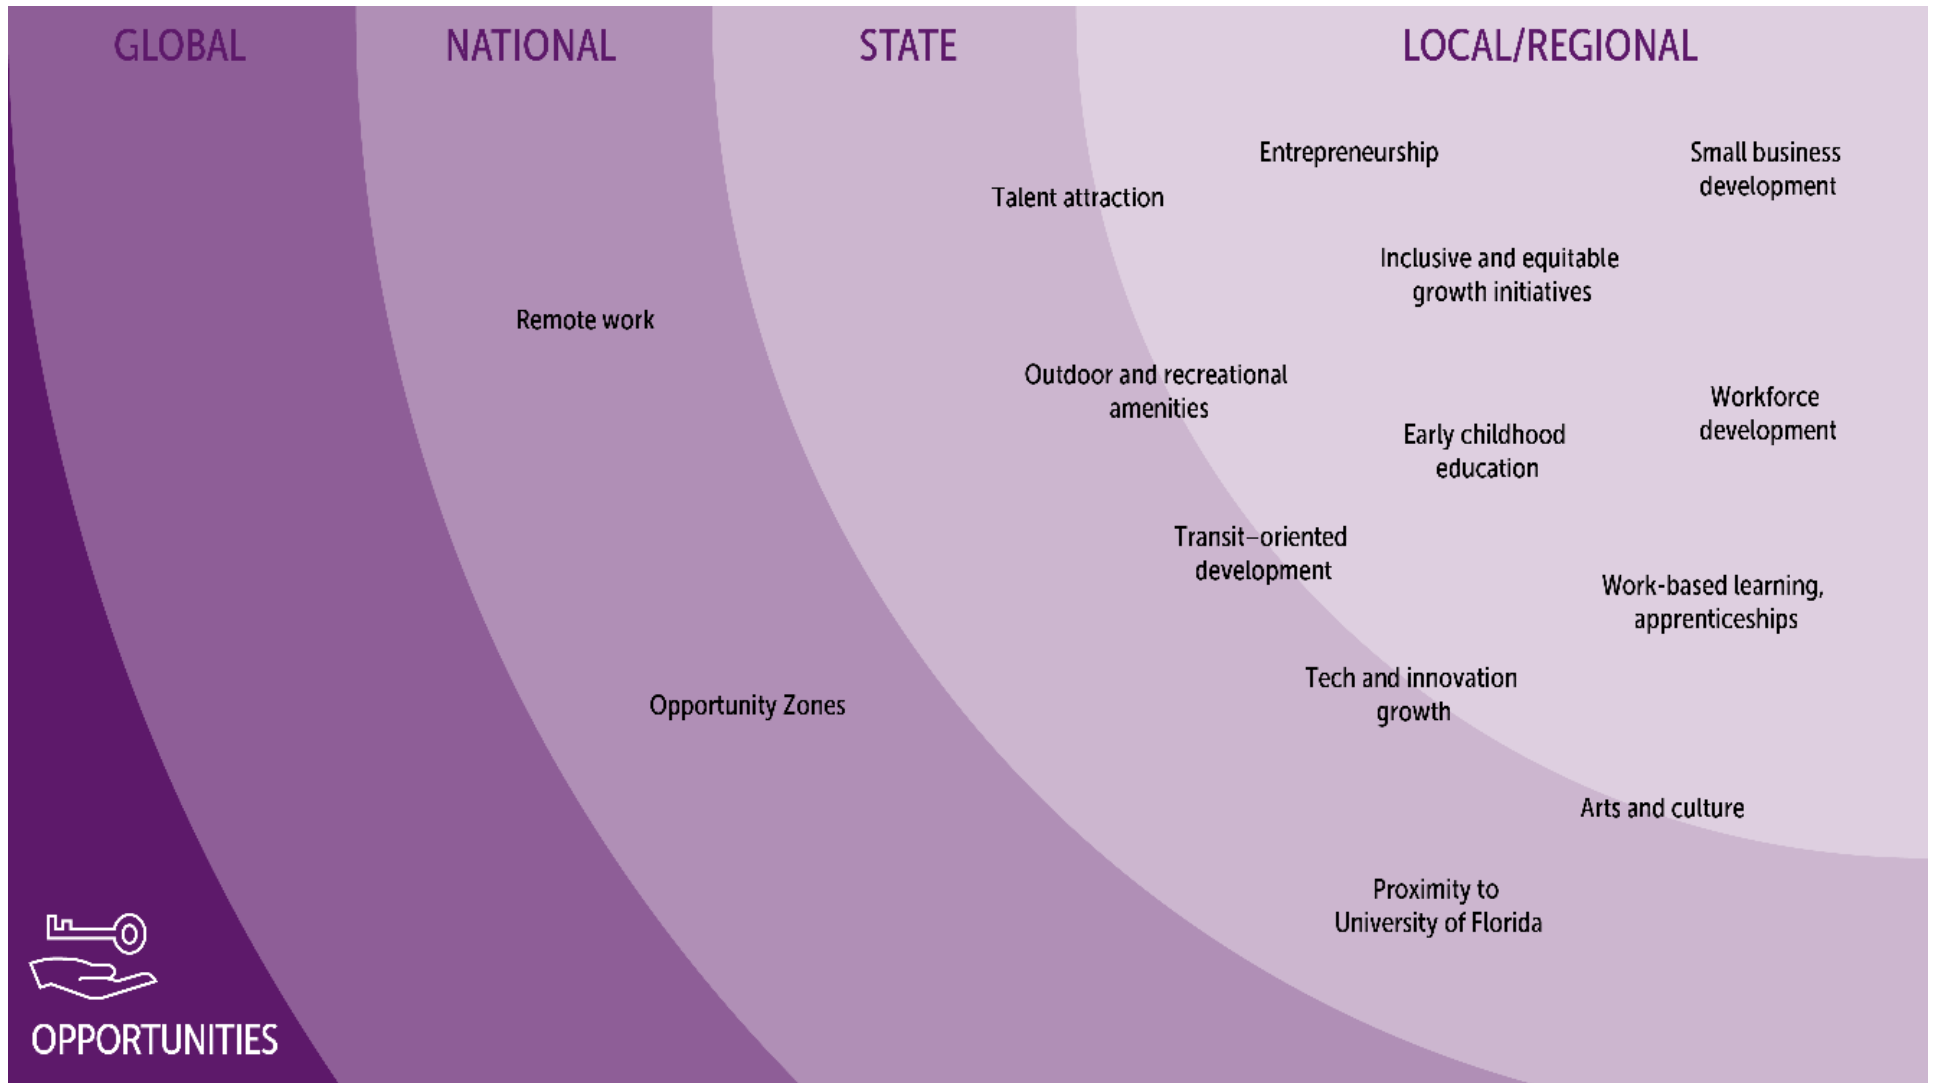 GLOBAL
NATIONAL
STATE
LOCAL/REGIONAL
Entrepreneurship
Small business
development
Talent attraction
Inclusive and equitable
growth initiatives
Remote work
Outdoor and recreational
amenities
Workforce
development
Early childhood
education
Transit–oriented
development
Work-based learning,
apprenticeships
Tech and innovation
growth
Opportunity Zones
Arts and culture
Proximity to
University of Florida
OPPORTUNITIES